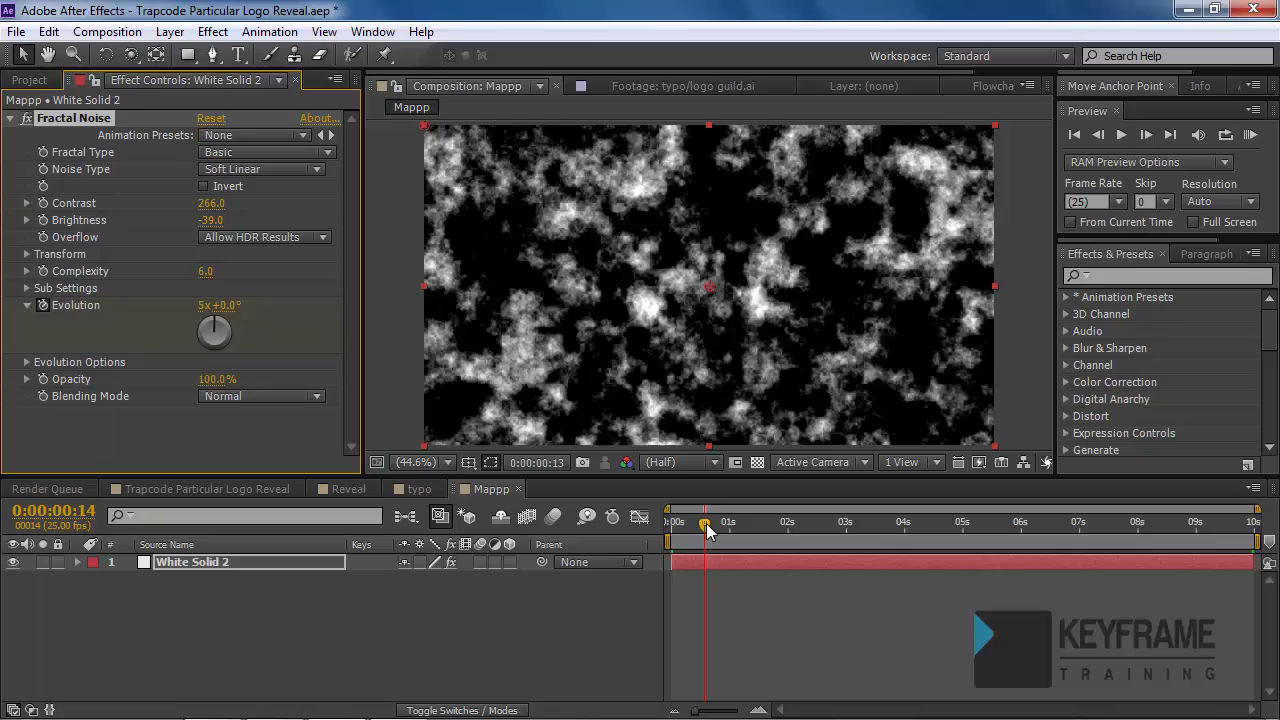 Ae Adobe After Effects - Trapcode Particular Logo Reveal.aep *
File Edit Composition Layer Effect Animation View Window Help
Workspace: Standard Search Help
Project Effect Controls: White Solid 2
Mappp • White Solid 2
fx Fractal Noise Reset About...
Animation Presets: None
Fractal Type Basic
Noise Type Soft Linear
Invert
Contrast 266.0
Brightness -39.0
Overflow Allow HDR Results
Transform
Complexity 6.0
Sub Settings
Evolution 5x+0.0°
Evolution Options
Opacity 100.0%
Blending Mode Normal
Composition: Mappp Footage: typo/logo guild.ai Layer: (none) Flowcha
Mappp
(44.6%) 0:00:00:13 (Half) Active Camera 1 View
Move Anchor Point Info
Preview
RAM Preview Options
Frame Rate Skip Resolution
(25) 0 Auto
From Current Time Full Screen
Effects & Presets Paragraph
* Animation Presets
3D Channel
Audio
Blur & Sharpen
Channel
Color Correction
Digital Anarchy
Distort
Expression Controls
Generate
Render Queue Trapcode Particular Logo Reveal Reveal typo Mappp
0:00:00:14
00014 (25.00 fps)
0:00s 01s 02s 03s 04s 05s 06s 07s 08s 09s 10s
# Source Name Keys Parent
1 White Solid 2 fx None
KEYFRAME
TRAINING
Toggle Switches / Modes